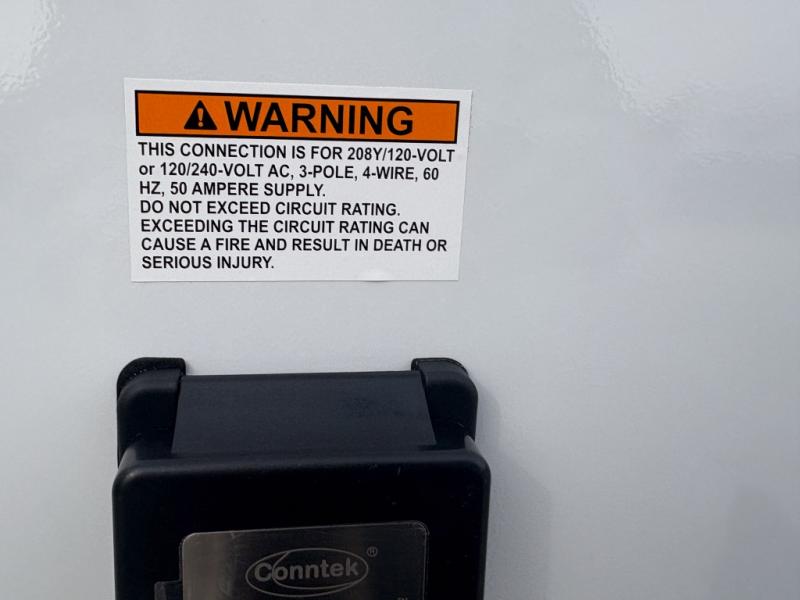 WARNING
THIS CONNECTION IS FOR 208Y/120-VOLT
or 120/240-VOLT AC, 3-POLE, 4-WIRE, 60
HZ, 50 AMPERE SUPPLY.
DO NOT EXCEED CIRCUIT RATING.
EXCEEDING THE CIRCUIT RATING CAN
CAUSE A FIRE AND RESULT IN DEATH OR
SERIOUS INJURY.
Conntek®
™